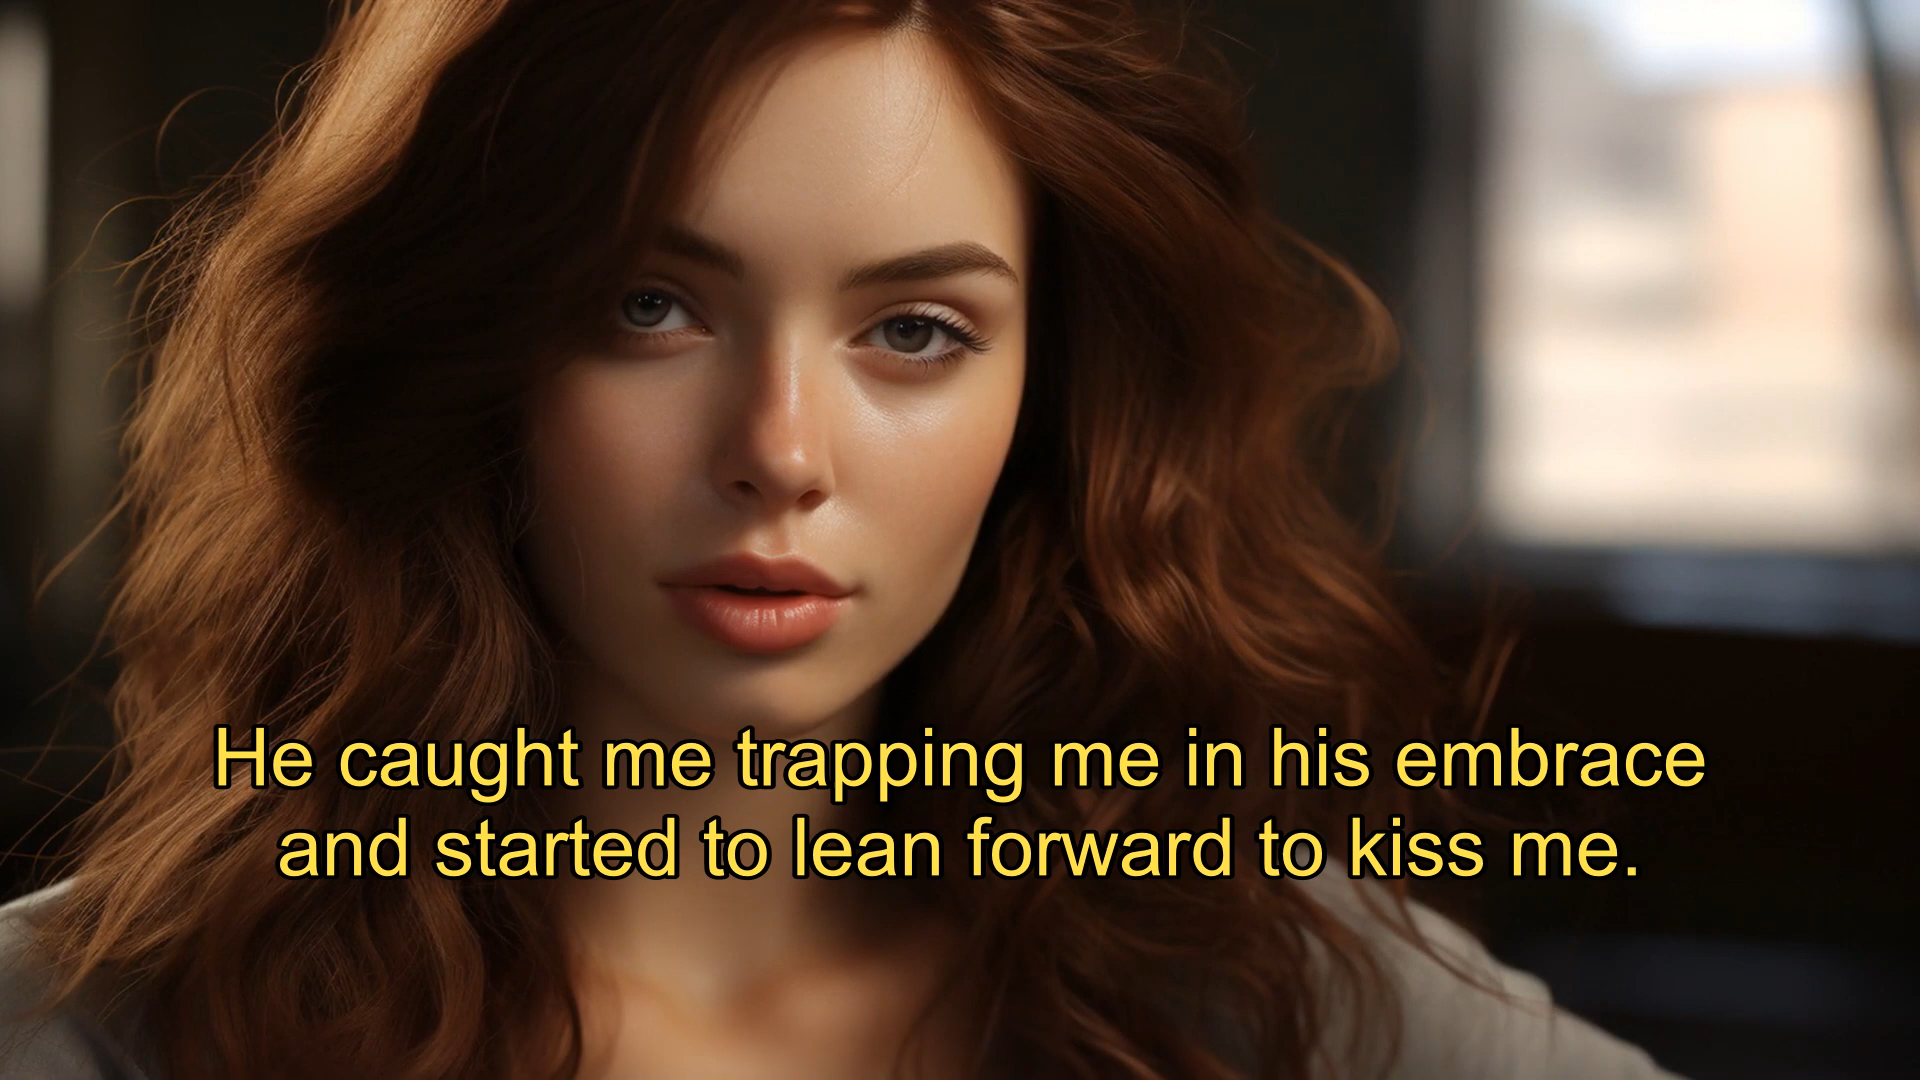 He caught me trapping me in his embrace
and started to lean forward to kiss me.